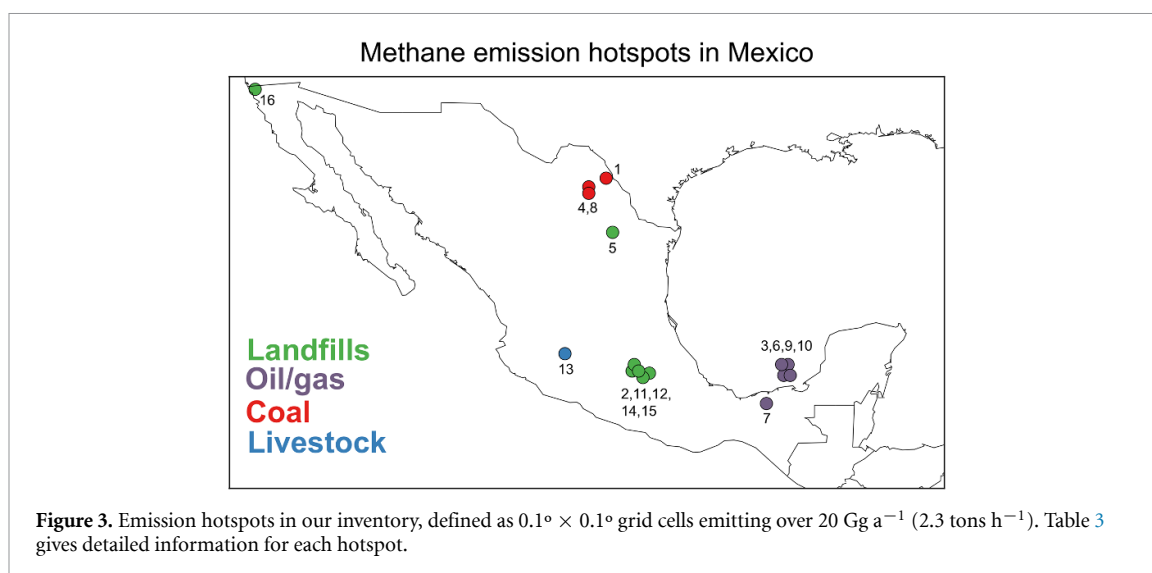 Methane emission hotspots in Mexico
16
1
4,8
5
3,6,9,10
13
2,11,12,
14,15
7
Landfills
Oil/gas
Coal
Livestock
Figure 3. Emission hotspots in our inventory, defined as 0.1º × 0.1º grid cells emitting over 20 Gg a⁻¹ (2.3 tons h⁻¹). Table 3
gives detailed information for each hotspot.